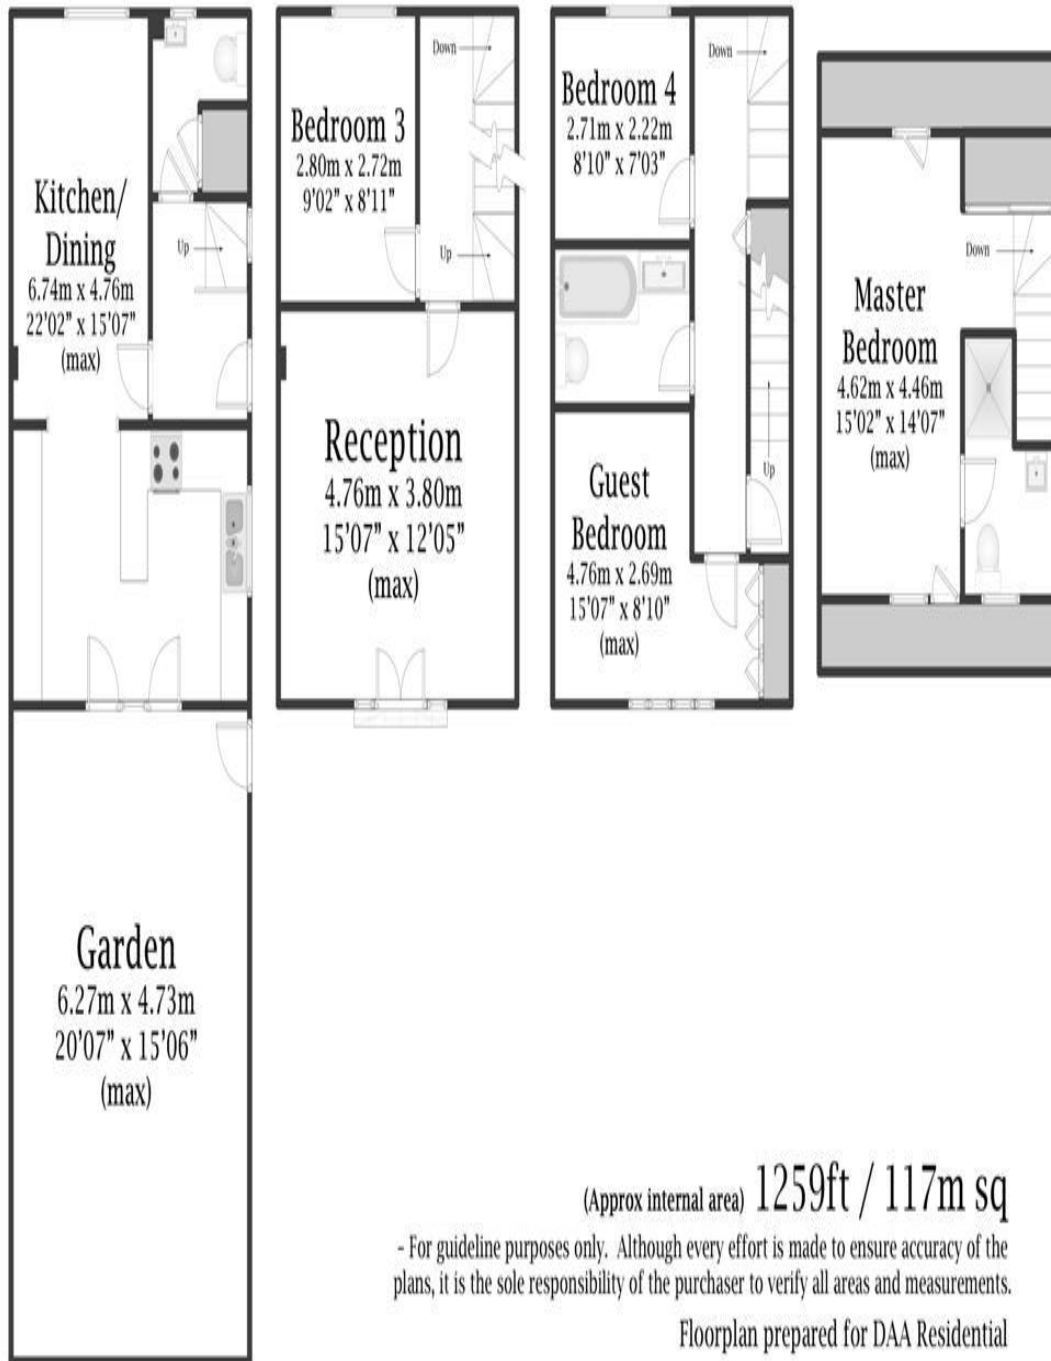 Kitchen/
Dining
6.74m x 4.76m
22'02" x 15'07"
(max)
Up
Garden
6.27m x 4.73m
20'07" x 15'06"
(max)
Bedroom 3
2.80m x 2.72m
9'02" x 8'11"
Down
Up
Reception
4.76m x 3.80m
15'07" x 12'05"
(max)
Bedroom 4
2.71m x 2.22m
8'10" x 7'03"
Down
Up
Guest
Bedroom
4.76m x 2.69m
15'07" x 8'10"
(max)
Master
Bedroom
4.62m x 4.46m
15'02" x 14'07"
(max)
Down
(Approx internal area) 1259ft / 117m sq
- For guideline purposes only. Although every effort is made to ensure accuracy of the
plans, it is the sole responsibility of the purchaser to verify all areas and measurements.
Floorplan prepared for DAA Residential